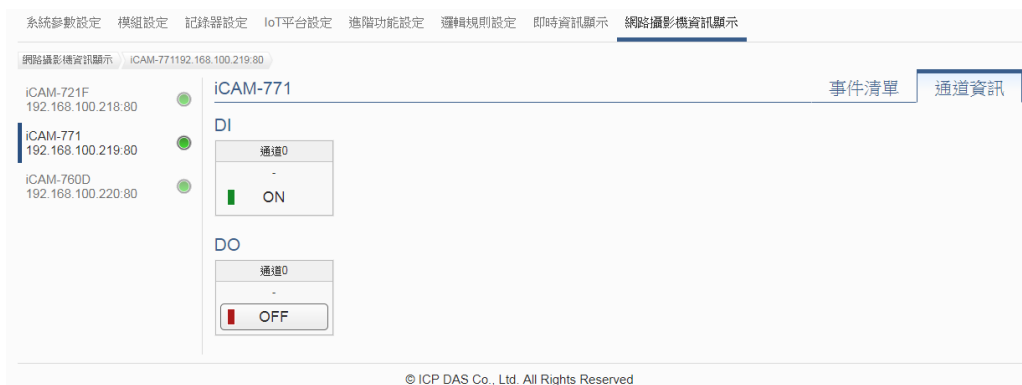 系統參數設定 模組設定 記錄器設定 IoT平台設定 進階功能設定 邏輯規則設定 即時資訊顯示 網路攝影機資訊顯示
網路攝影機資訊顯示 iCAM-771192.168.100.219:80
iCAM-721F
192.168.100.218:80
iCAM-771
192.168.100.219:80
iCAM-760D
192.168.100.220:80
iCAM-771 事件清單 通道資訊
DI
通道0
-
ON
DO
通道0
-
OFF
© ICP DAS Co., Ltd. All Rights Reserved